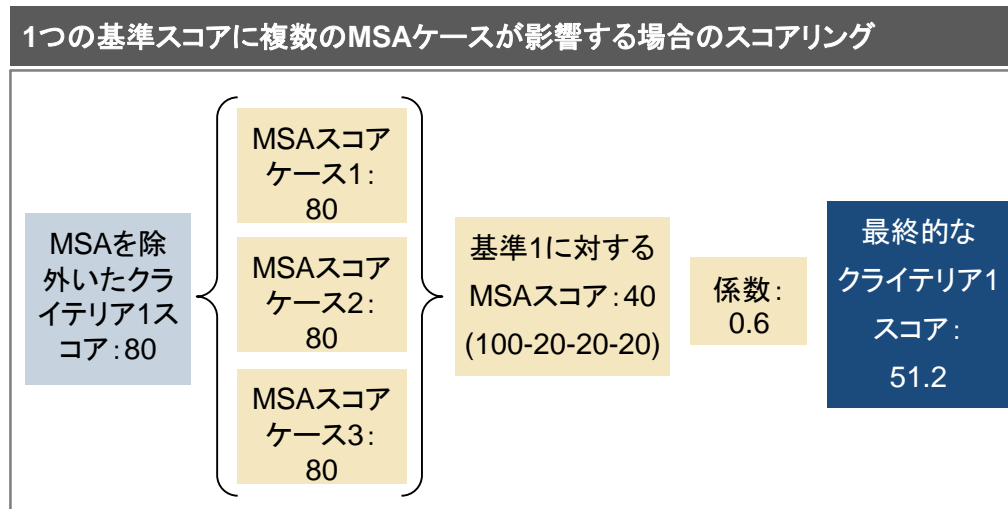 1つの基準スコアに複数のMSAケースが影響する場合のスコアリング
MSAを除
外いたクラ
イテリア1ス
コア：80
MSAスコア
ケース1：
80
MSAスコア
ケース2：
80
MSAスコア
ケース3：
80
基準1に対する
MSAスコア：40
(100-20-20-20)
係数：
0.6
最終的な
クライテリア1
スコア：
51.2